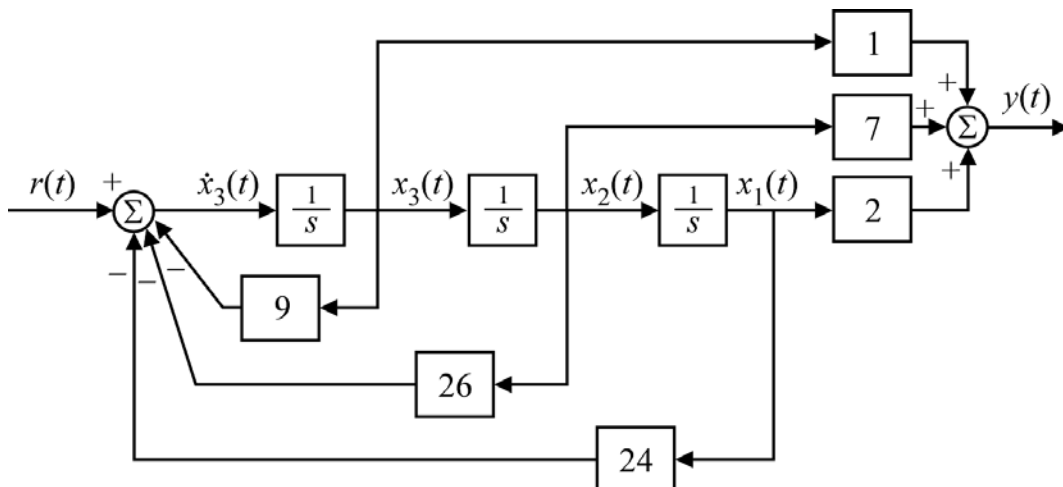 1
+
7
+
Σ
y(t)
+
r(t)
+
Σ
ẋ₃(t)
1/s
x₃(t)
1/s
x₂(t)
1/s
x₁(t)
2
−
−
−
9
26
24